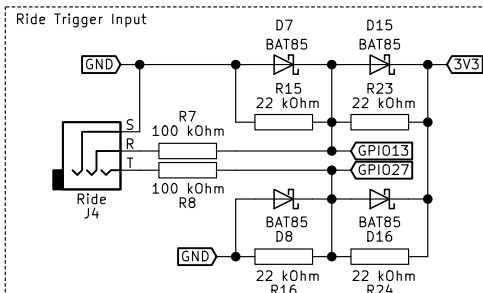 Ride Trigger Input
D7
D15
BAT85
BAT85
GND
3V3
R15
R23
22 kOhm
22 kOhm
R7
100 kOhm
S
R
T
GPIO13
GPIO27
100 kOhm
R8
Ride
J4
BAT85
BAT85
D8
D16
GND
22 kOhm
22 kOhm
R16
R24